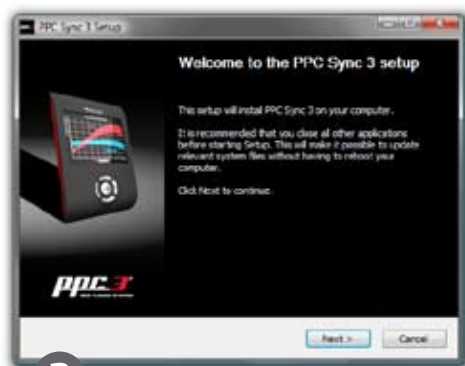 PPC Sync 3 Setup
Welcome to the PPC Sync 3 setup
This setup will install PPC Sync 3 on your computer.
It is recommended that you close all other applications
before starting Setup. This will make it possible to update
relevant system files without having to reboot your
computer.
Click Next to continue.
ppc3r
Next >
Cancel